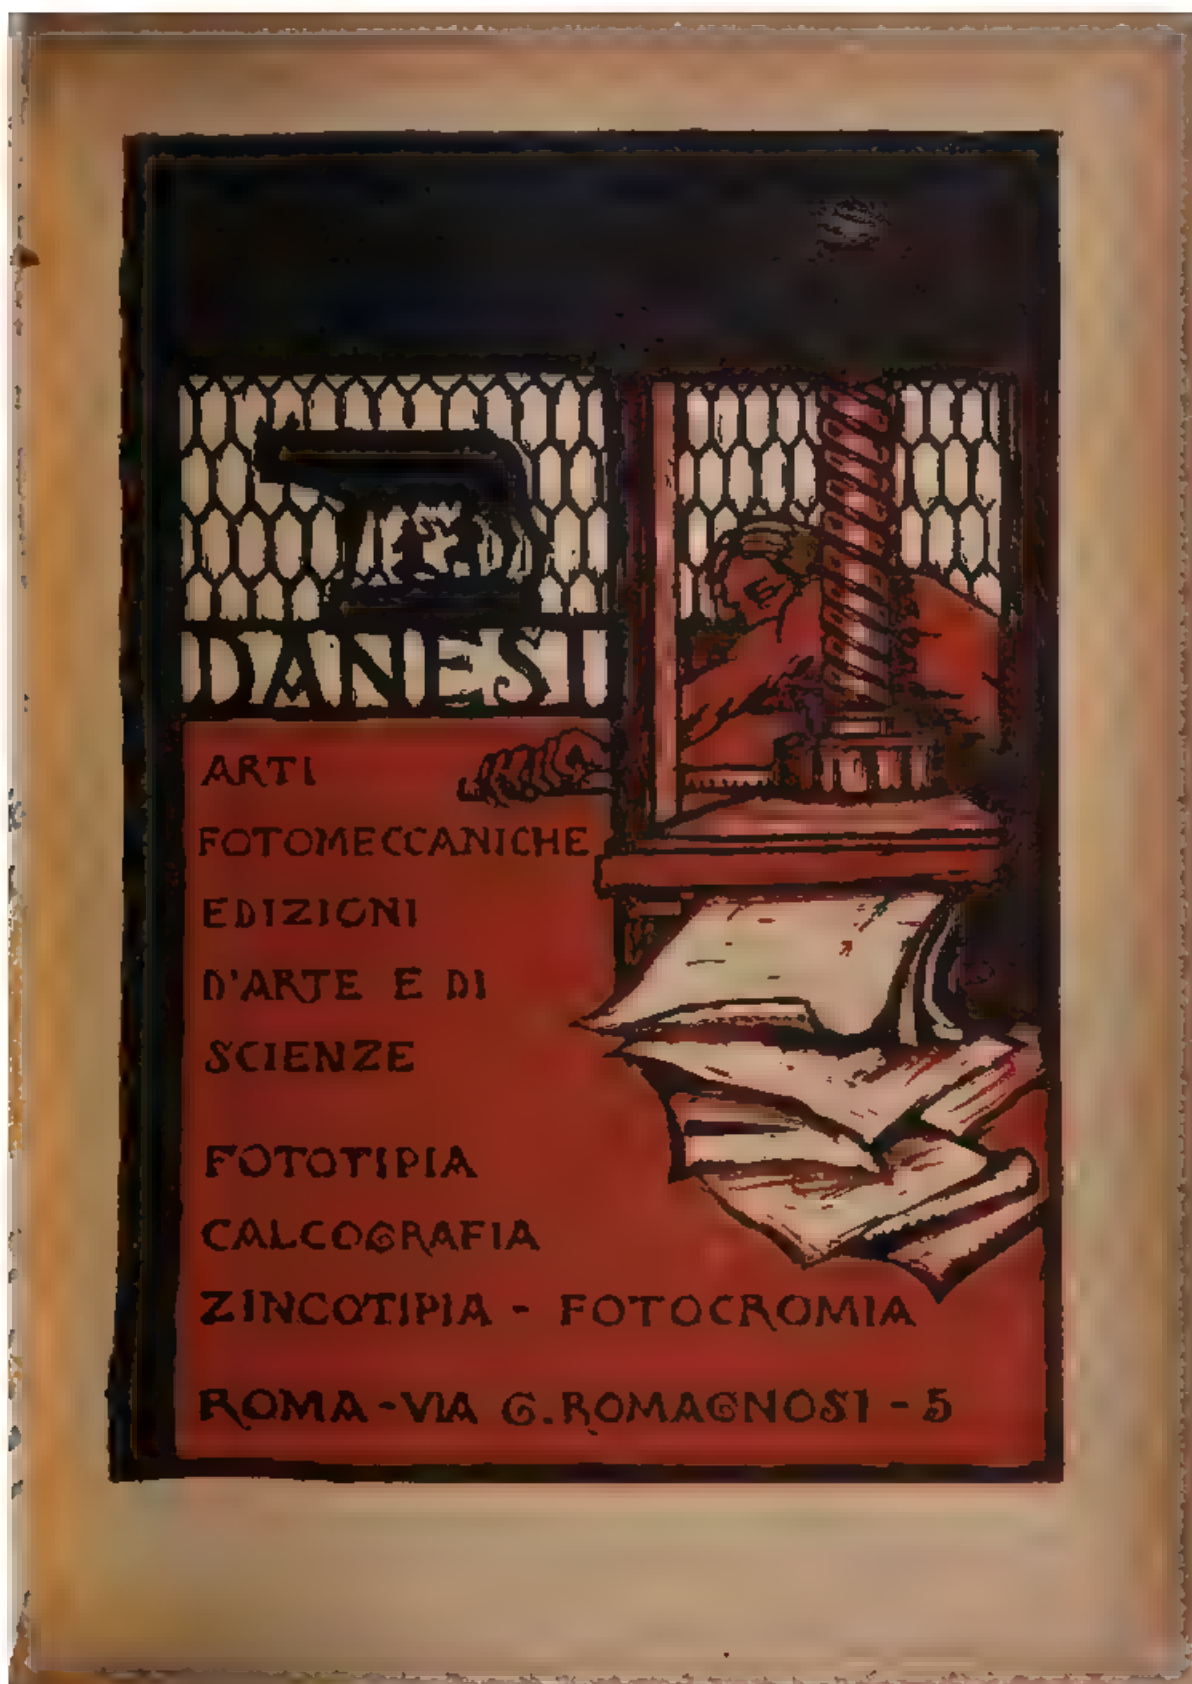 DANESI
ARTI
FOTOMECCANICHE
EDIZIONI
D'ARTE E DI
SCIENZE
FOTOTIPIA
CALCOGRAFIA
ZINCOTIPIA - FOTOCROMIA
ROMA - VIA G. ROMAGNOSI - 5